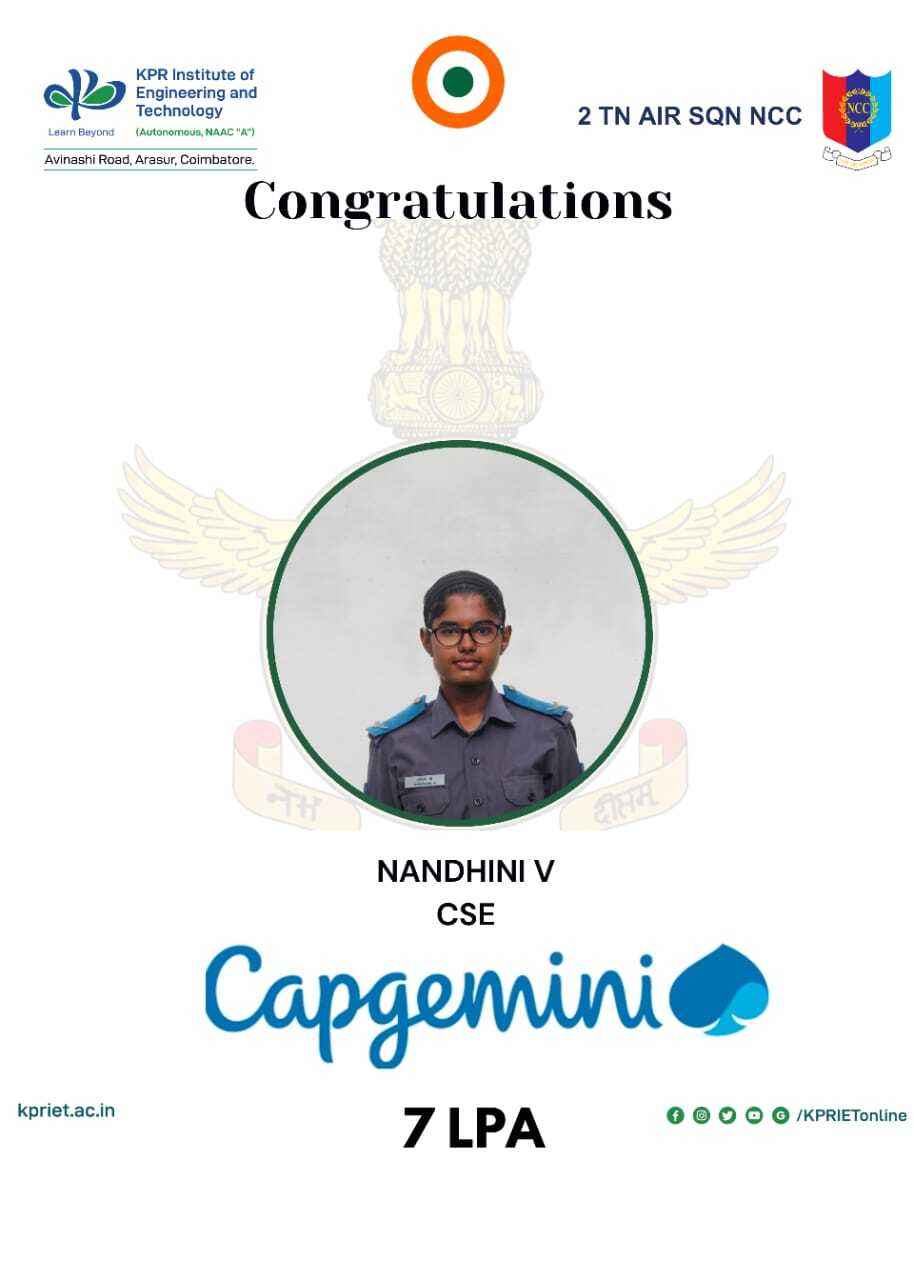 KPR Institute of
Engineering and
Technology
Learn Beyond
(Autonomous, NAAC "A")
Avinashi Road, Arasur, Coimbatore.
2 TN AIR SQN NCC
NCC
Congratulations
नभ
दीप्तम्
NANDHINI V
CSE
Capgemini
kpriet.ac.in
7 LPA
/KPRIETonline